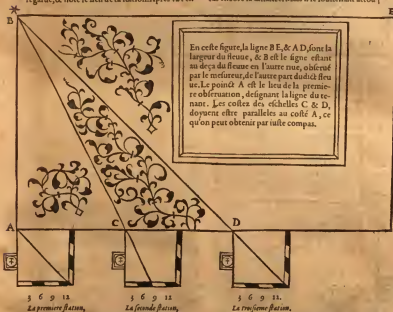 B
E
En ceste figure, la ligne B E, & A D, sont la
largeur du fleuue, & B est le signe estant
au deçà du fleuue en l'autre riue, obserué
par le mesureur, de l'autre part dudict fleu
ue. Le poinct A est le lieu de la premie-
re obseruation, designant la ligne du te-
nant. Les costez des eschelles C & D,
doyuent estre paralleles au costé A, ce
qu'on peut obtenir par iuste compas.
A
C
D
3 6 9 12
3 6 9 12
3 6 9 12.
La premiere station,
La seconde station,
La troisiesme station,